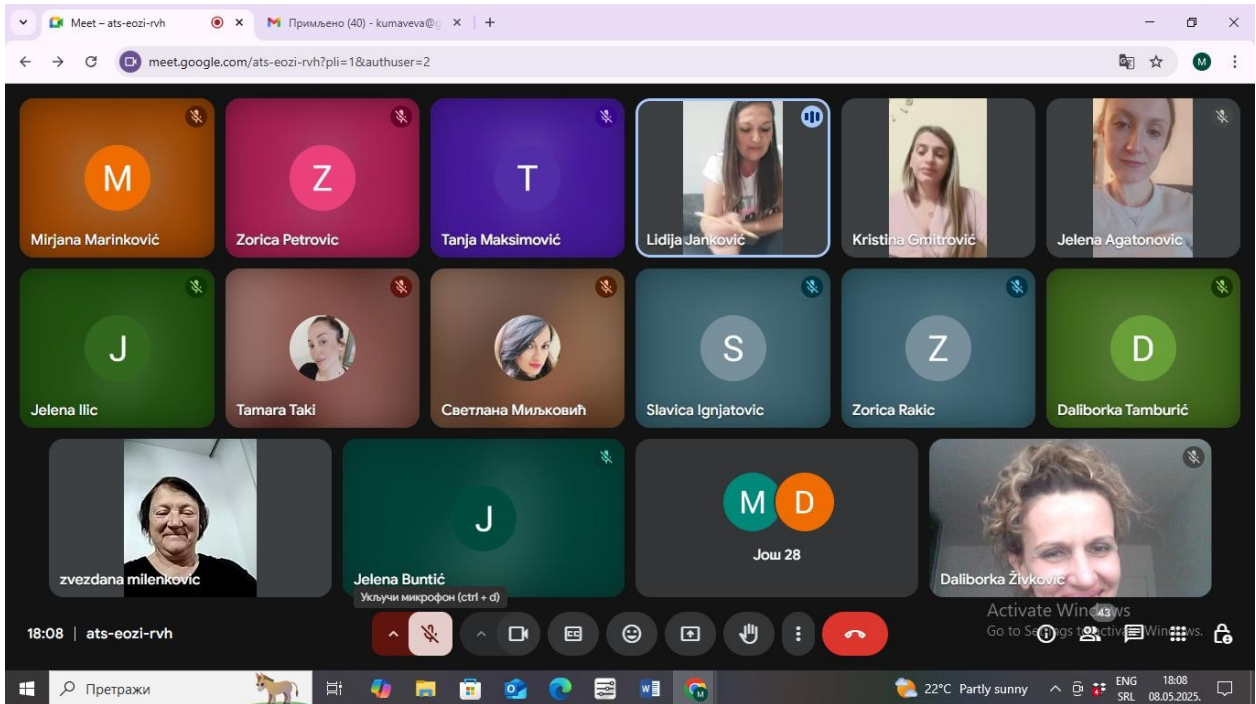 Meet – ats-eozi-rvh
Примљено (40) - kumaveva@g
meet.google.com/ats-eozi-rvh?pli=1&authuser=2
M
M
Mirjana Marinković
Z
Zorica Petrovic
T
Tanja Maksimović
Lidija Janković
Kristina Gmitrović
Jelena Agatonovic
J
Jelena Ilic
Tamara Taki
Светлана Миљковић
S
Slavica Ignjatovic
Z
Zorica Rakic
D
Daliborka Tamburić
zvezdana milenkovic
J
Jelena Buntić
M D
Још 28
Daliborka Živkovic
Укључи микрофон (ctrl + d)
Activate Windows
Go to Settings to activate Windows.
43
18:08 | ats-eozi-rvh
Претражи
22°C Partly sunny
ENG
SRL
18:08
08.05.2025.